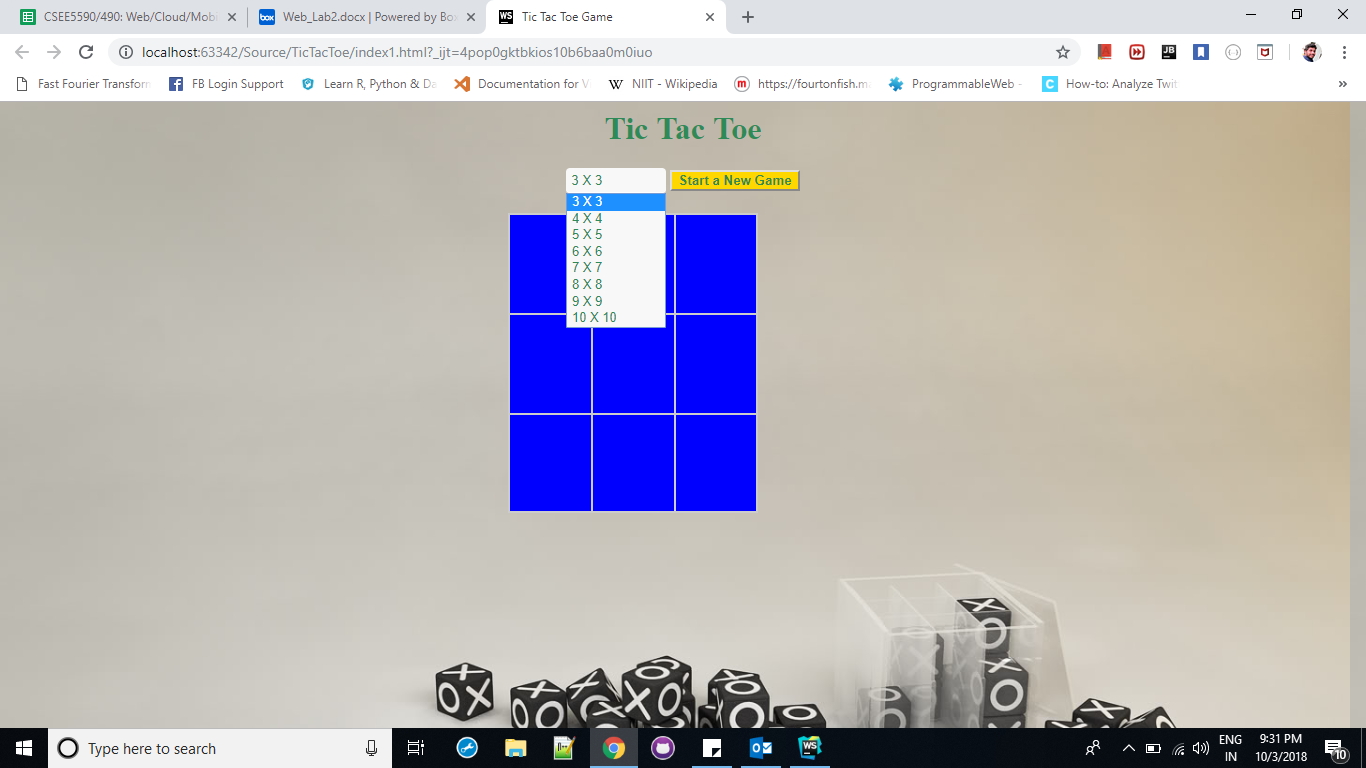 CSEE5590/490: Web/Cloud/Mobi
Web_Lab2.docx | Powered by Bo
Tic Tac Toe Game
localhost:63342/Source/TicTacToe/index1.html?_ijt=4pop0gktbkios10b6baa0m0iuo
Fast Fourier Transform
FB Login Support
Learn R, Python & Da
Documentation for V
NIIT - Wikipedia
https://fourtonfish.m
ProgrammableWeb -
How-to: Analyze Twit
»
Tic Tac Toe
3 X 3
Start a New Game
3 X 3
4 X 4
5 X 5
6 X 6
7 X 7
8 X 8
9 X 9
10 X 10
Type here to search
ENG
IN
9:31 PM
10/3/2018
10